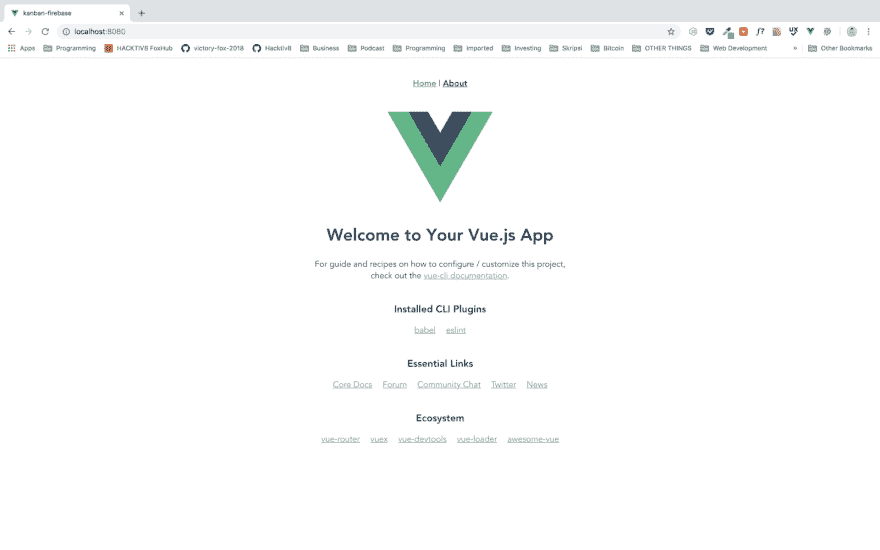 kanban-firebase
localhost:8080
Apps Programming HACKTIV8 FoxHub victory-fox-2018 Hacktiv8 Business Podcast Programming Imported Investing Skripsi Bitcoin OTHER THINGS Web Development » Other Bookmarks
Home | About
Welcome to Your Vue.js App
For guide and recipes on how to configure / customize this project,
check out the vue-cli documentation.
Installed CLI Plugins
babel eslint
Essential Links
Core Docs Forum Community Chat Twitter News
Ecosystem
vue-router vuex vue-devtools vue-loader awesome-vue